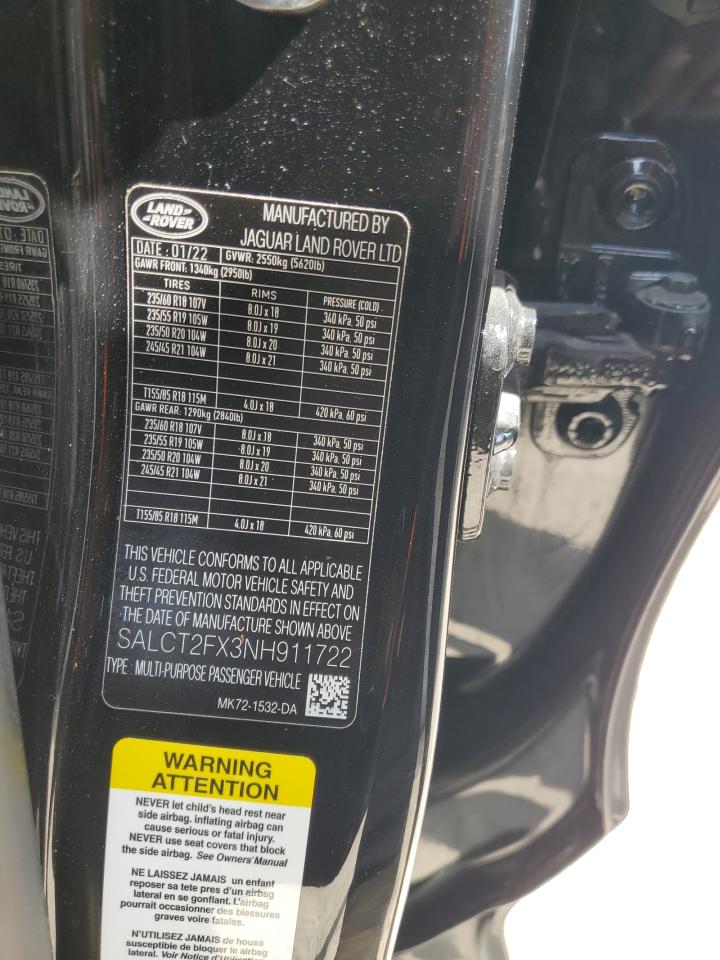 LAND-
-ROVER
MANUFACTURED BY
JAGUAR LAND ROVER LTD
DATE : 01/22 GVWR: 2550kg (5620lb)
GAWR FRONT: 1340kg (2950lb)
TIRES RIMS PRESSURE (COLD)
235/60 R18 107V 8.0J x 18 340 kPa, 50 psi
235/55 R19 105W 8.0J x 19 340 kPa, 50 psi
235/50 R20 104W 8.0J x 20 340 kPa, 50 psi
245/45 R21 104W 8.0J x 21 340 kPa, 50 psi
T155/85 R18 115M 4.0J x 18 420 kPa, 60 psi
GAWR REAR: 1290kg (2840lb)
235/60 R18 107V 8.0J x 18 340 kPa, 50 psi
235/55 R19 105W 8.0J x 19 340 kPa, 50 psi
235/50 R20 104W 8.0J x 20 340 kPa, 50 psi
245/45 R21 104W 8.0J x 21 340 kPa, 50 psi
T155/85 R18 115M 4.0J x 18 420 kPa, 60 psi
THIS VEHICLE CONFORMS TO ALL APPLICABLE
U.S. FEDERAL MOTOR VEHICLE SAFETY AND
THEFT PREVENTION STANDARDS IN EFFECT ON
THE DATE OF MANUFACTURE SHOWN ABOVE
SALCT2FX3NH911722
TYPE : MULTI-PURPOSE PASSENGER VEHICLE
MK72-1532-DA
WARNING
ATTENTION
NEVER let child's head rest near
side airbag. inflating airbag can
cause serious or fatal injury.
NEVER use seat covers that block
the side airbag. See Owners' Manual
NE LAISSEZ JAMAIS un enfant
reposer sa tete pres d'un airbag
lateral en se gonflant. L'airbag
pourrait occasionner des blessures
graves voire fatales.
N'UTILISEZ JAMAIS de houss
susceptible de bloquer le airbag
lateral. Voir Notice d'Utilisation